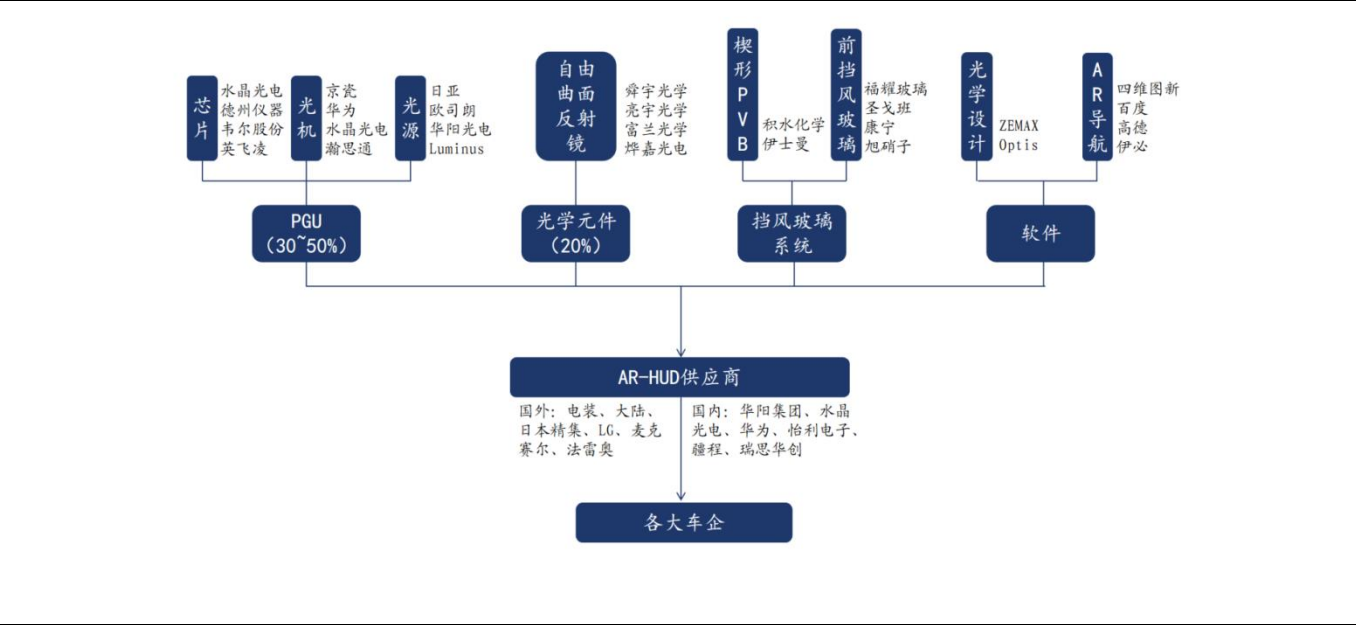 芯片
水晶光电
德州仪器
韦尔股份
英飞凌
光机
京瓷
华为
水晶光电
瀚思通
光源
日亚
欧司朗
华阳光电
Luminus
自由
曲面
反射
镜
舜宇光学
亮宇光学
富兰光学
烨嘉光电
楔形PVB
积水化学
伊士曼
前挡风玻璃
福耀玻璃
圣戈班
康宁
旭硝子
光学设计
ZEMAX
Optis
AR导航
四维图新
百度
高德
伊必
PGU
(30~50%)
光学元件
(20%)
挡风玻璃
系统
软件
AR-HUD供应商
国外：电装、大陆、
日本精集、LG、麦克
赛尔、法雷奥
国内：华阳集团、水晶
光电、华为、怡利电子、
疆程、瑞思华创
各大车企